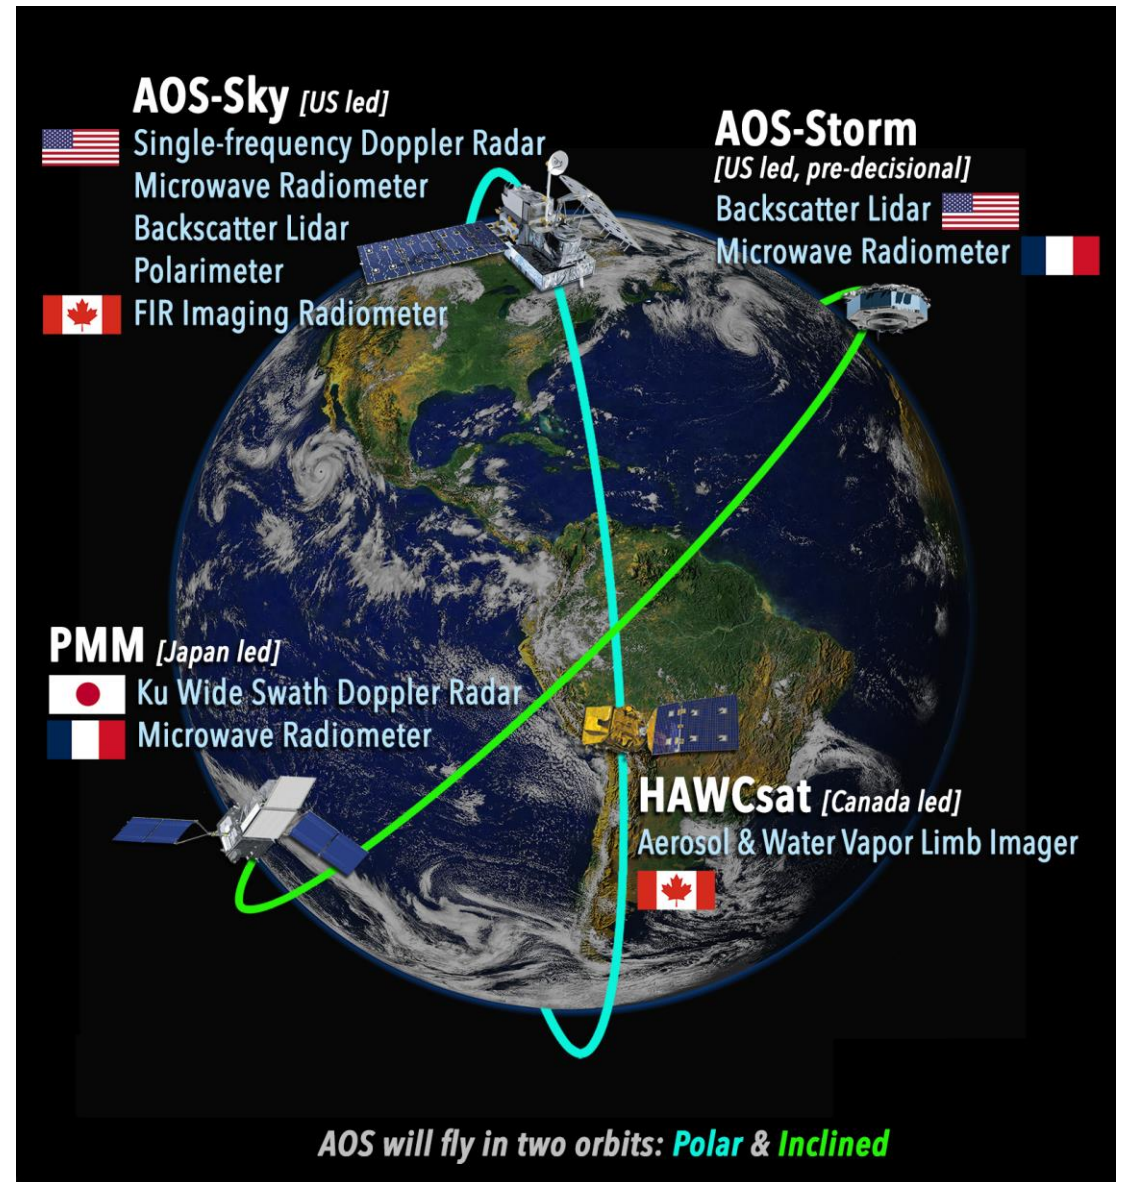 AOS-Sky [US led]
Single-frequency Doppler Radar
Microwave Radiometer
Backscatter Lidar
Polarimeter
FIR Imaging Radiometer
AOS-Storm
[US led, pre-decisional]
Backscatter Lidar
Microwave Radiometer
PMM [Japan led]
Ku Wide Swath Doppler Radar
Microwave Radiometer
HAWCsat [Canada led]
Aerosol & Water Vapor Limb Imager
AOS will fly in two orbits: Polar & Inclined